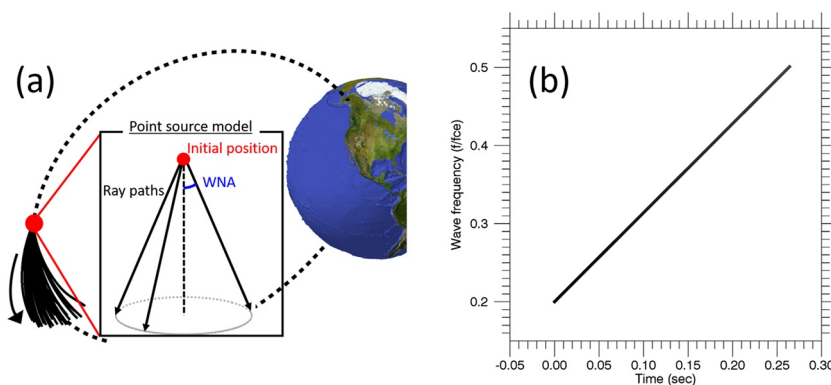 (a)
Point source model
Initial position
WNA
Ray paths
(b)
Wave frequency (f/fce)
0.5
0.4
0.3
0.2
-0.05 0.00 0.05 0.10 0.15 0.20 0.25 0.30
Time (sec)